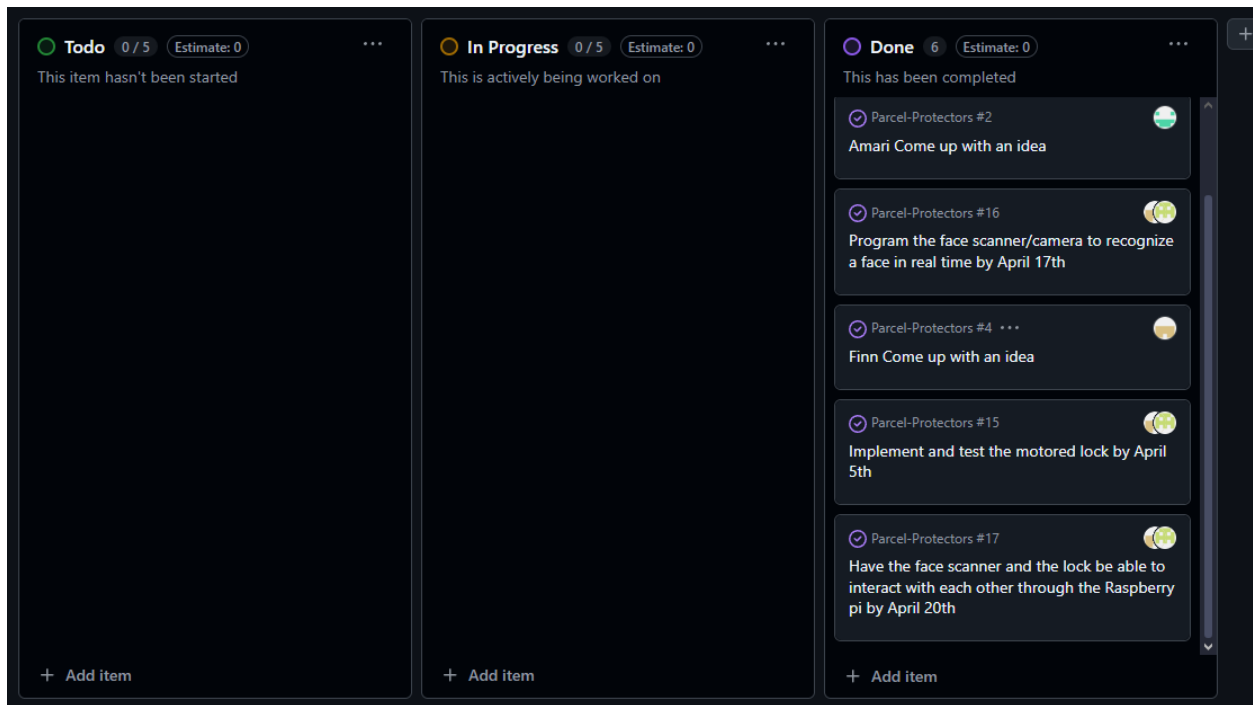 Todo 0 / 5 Estimate: 0 ...
This item hasn't been started
+ Add item
In Progress 0 / 5 Estimate: 0 ...
This is actively being worked on
+ Add item
Done 6 Estimate: 0 ...
This has been completed
Parcel-Protectors #2
Amari Come up with an idea
Parcel-Protectors #16
Program the face scanner/camera to recognize
a face in real time by April 17th
Parcel-Protectors #4 ...
Finn Come up with an idea
Parcel-Protectors #15
Implement and test the motored lock by April
5th
Parcel-Protectors #17
Have the face scanner and the lock be able to
interact with each other through the Raspberry
pi by April 20th
+ Add item
+